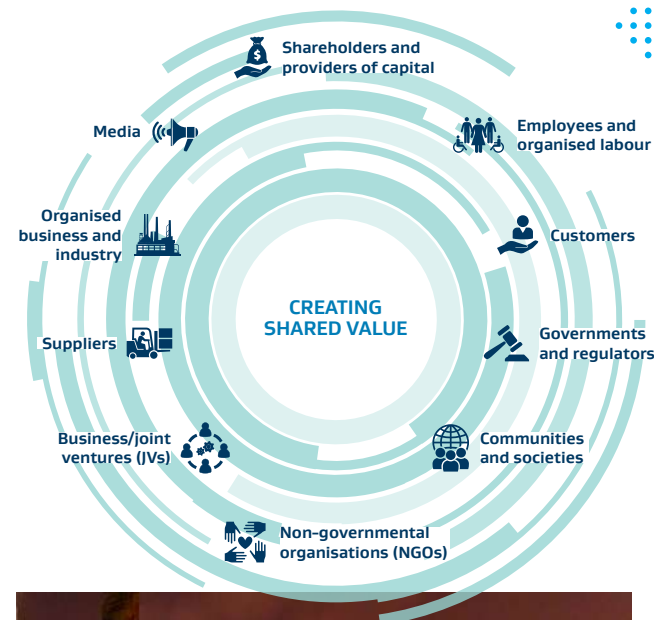 Shareholders and
providers of capital
Media
Employees and
organised labour
Organised
business and
industry
Customers
CREATING
SHARED VALUE
Suppliers
Governments
and regulators
Business/joint
ventures (JVs)
Communities
and societies
Non-governmental
organisations (NGOs)